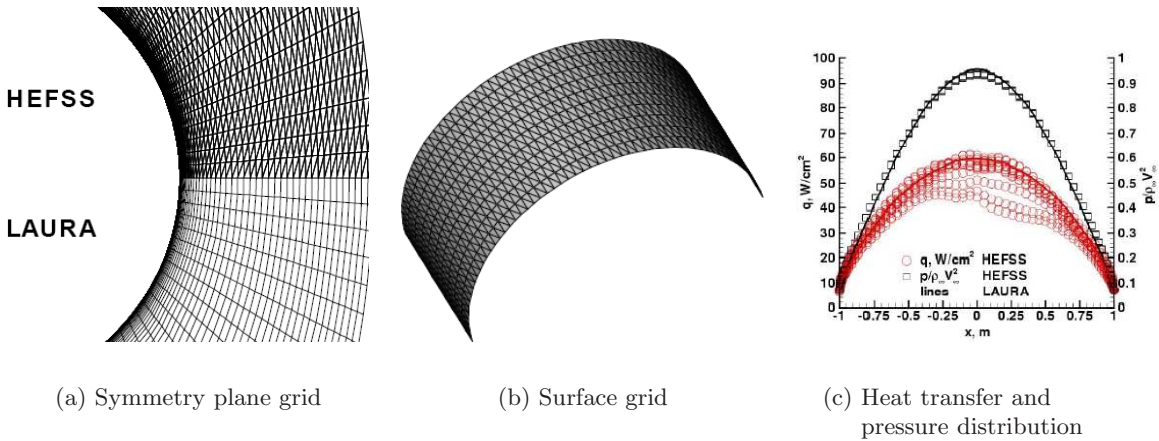 HEFSS
LAURA
(a) Symmetry plane grid
(b) Surface grid
q, W/cm²
100
90
80
70
60
50
40
30
20
10
0
1
0.9
0.8
0.7
0.6
0.5
0.4
0.3
0.2
0.1
0
p/ρ∞V²∞
q, W/cm² HEFSS
p/ρ∞V²∞ HEFSS
lines LAURA
-1 -0.75 -0.5 -0.25 0 0.25 0.5 0.75 1
x, m
(c) Heat transfer and
pressure distribution